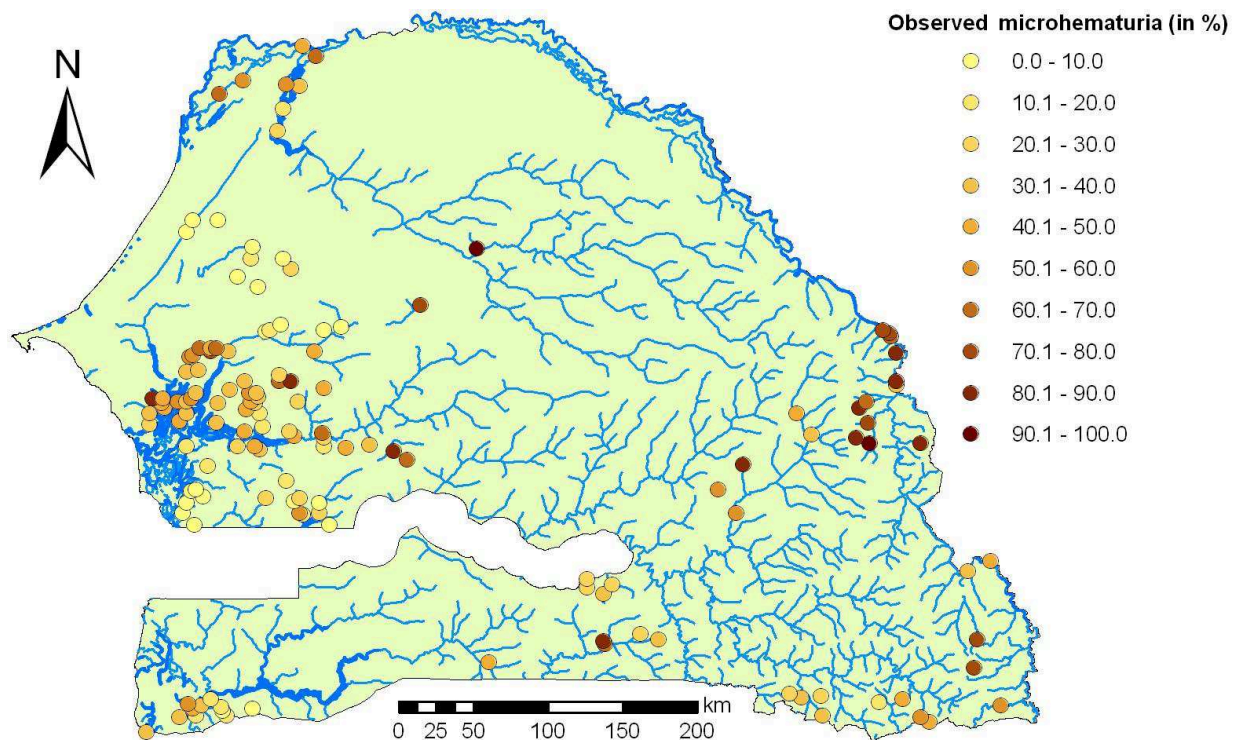 Observed microhematuria (in %)
N
0.0 - 10.0
10.1 - 20.0
20.1 - 30.0
30.1 - 40.0
40.1 - 50.0
50.1 - 60.0
60.1 - 70.0
70.1 - 80.0
80.1 - 90.0
90.1 - 100.0
km
0 25 50 100 150 200